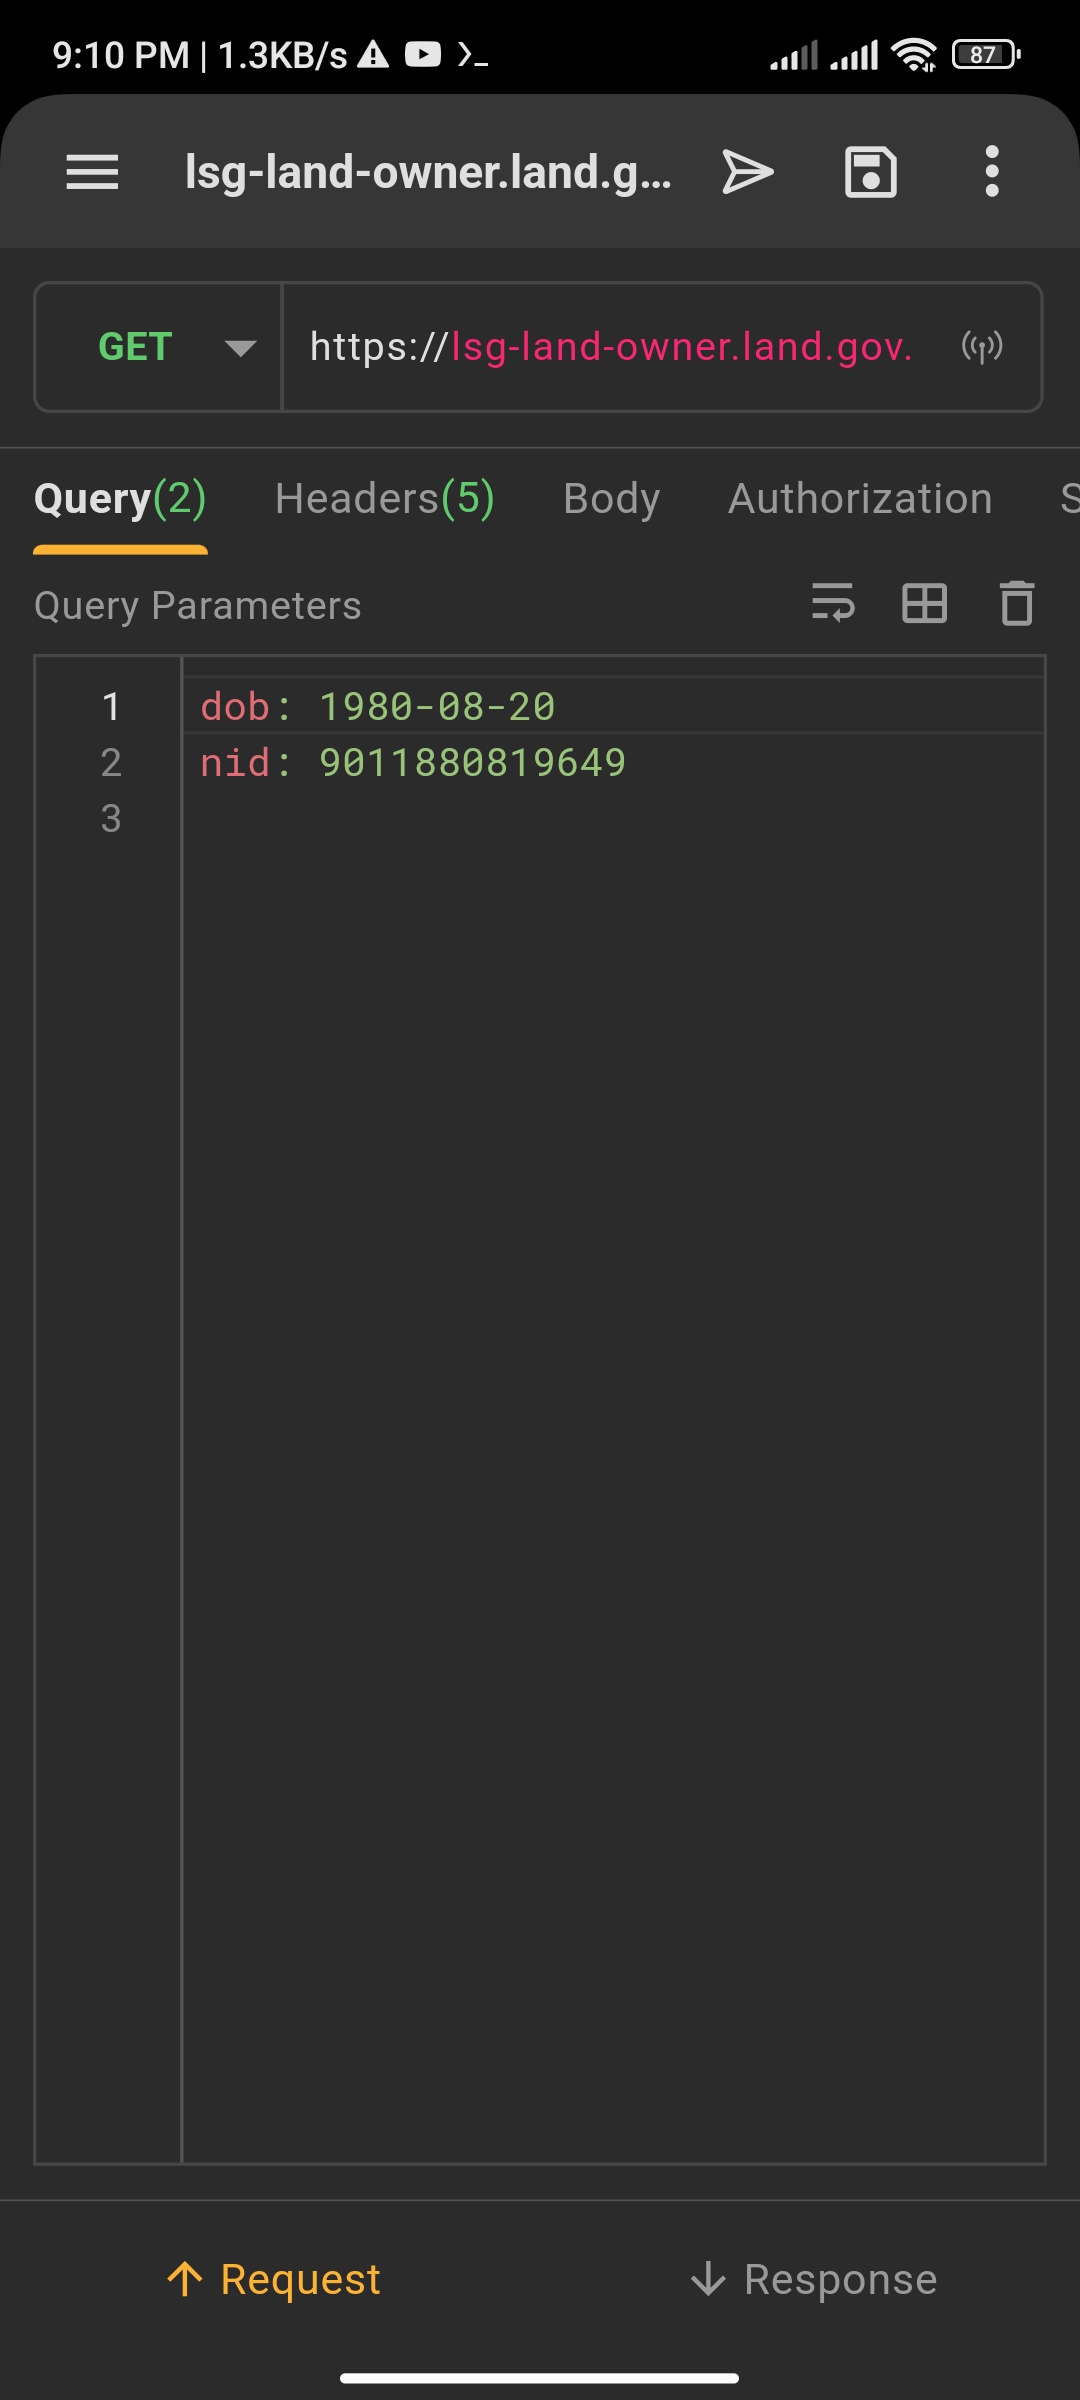 9:10 PM | 1.3KB/s
87
lsg-land-owner.land.g...
GET
https://lsg-land-owner.land.gov.
Query(2)
Headers(5)
Body
Authorization
S
Query Parameters
1 dob: 1980-08-20
2 nid: 9011880819649
3
Request
Response